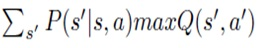 ∑_{s'} P(s'|s, a)maxQ(s', a')